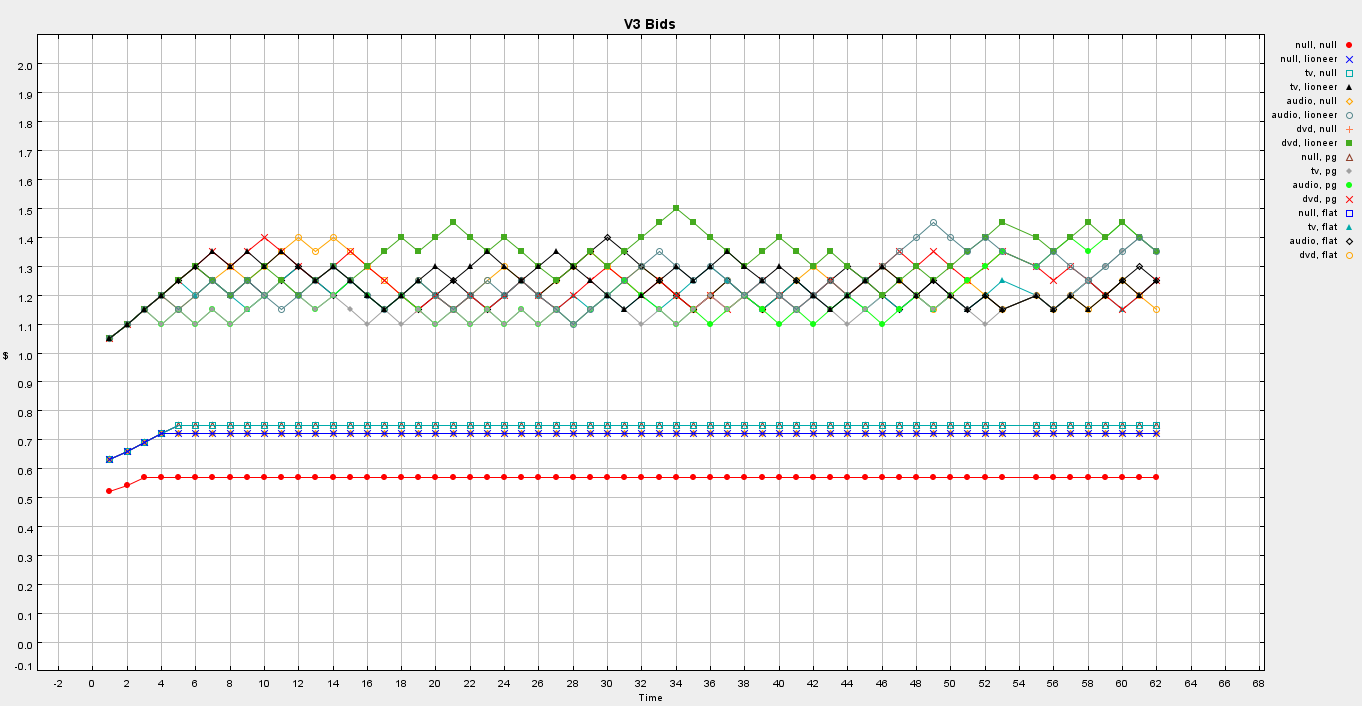 V3 Bids
2.0
1.9
1.8
1.7
1.6
1.5
1.4
1.3
1.2
1.1
1.0
0.9
0.8
0.7
0.6
0.5
0.4
0.3
0.2
0.1
0.0
-0.1
$
-2 0 2 4 6 8 10 12 14 16 18 20 22 24 26 28 30 32 34 36 38 40 42 44 46 48 50 52 54 56 58 60 62 64 66 68
Time
null, null
null, lioneer
tv, null
tv, lioneer
audio, null
audio, lioneer
dvd, null
dvd, lioneer
null, pg
tv, pg
audio, pg
dvd, pg
null, flat
tv, flat
audio, flat
dvd, flat